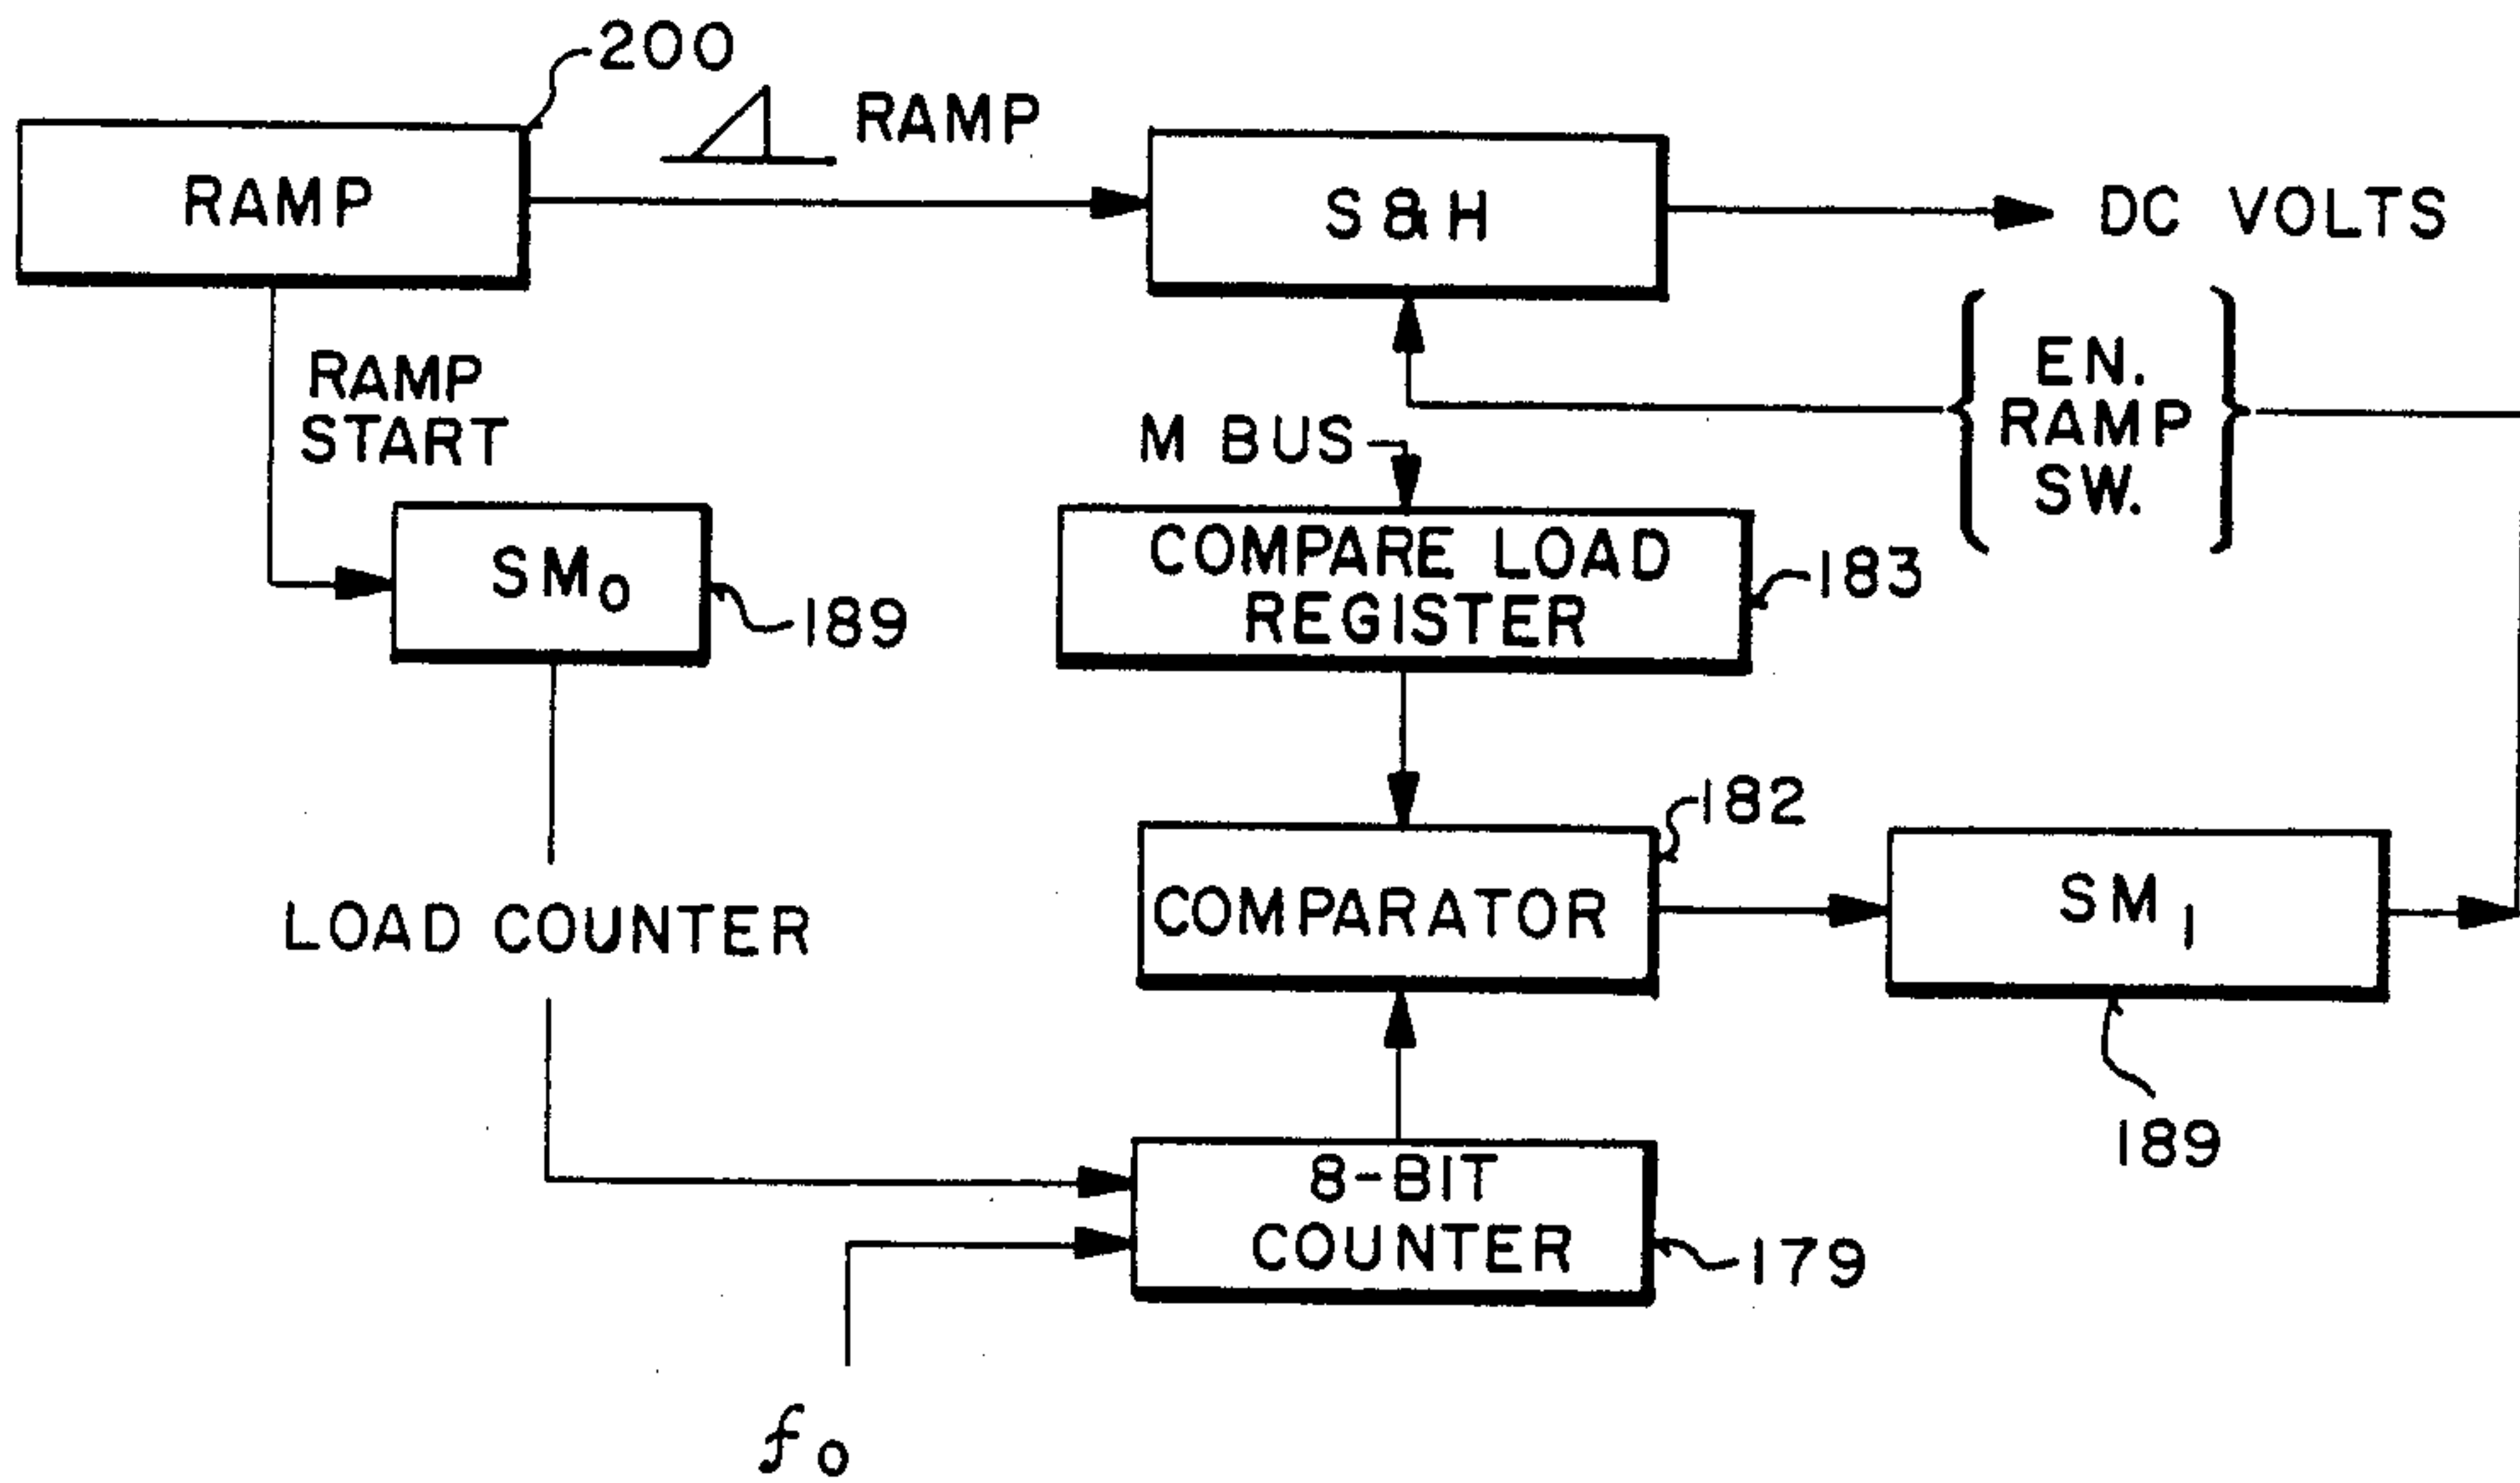 200
RAMP
RAMP
S & H
DC VOLTS
RAMP
START
EN.
RAMP
SW.
M BUS
SM0
189
COMPARE LOAD
REGISTER
183
182
LOAD COUNTER
COMPARATOR
SM1
189
8-BIT
COUNTER
179
fo